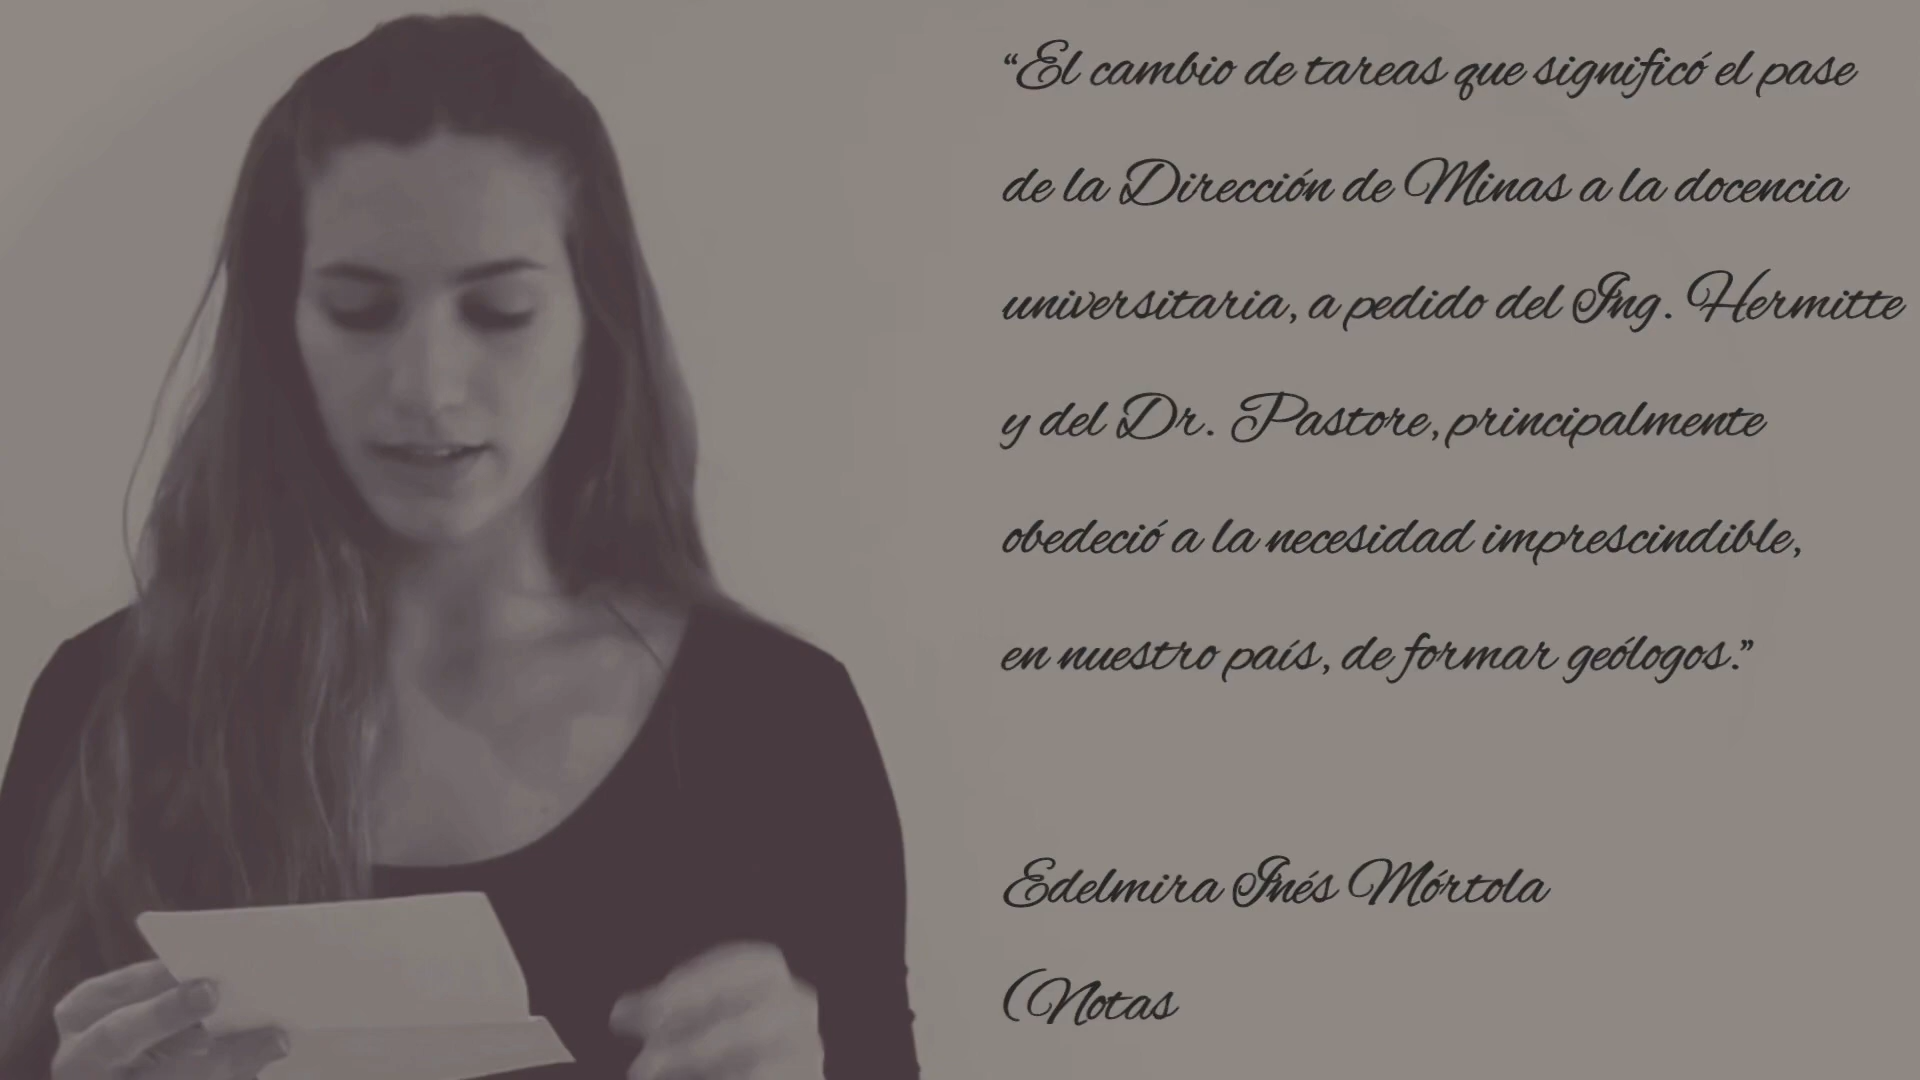 “El cambio de tareas que significó el pase
de la Dirección de Minas a la docencia
universitaria, a pedido del Ing. Hermitte
y del Dr. Pastore, principalmente
obedeció a la necesidad imprescindible,
en nuestro país, de formar geólogos.”
Edelmira Inés Mórtola
(Notas